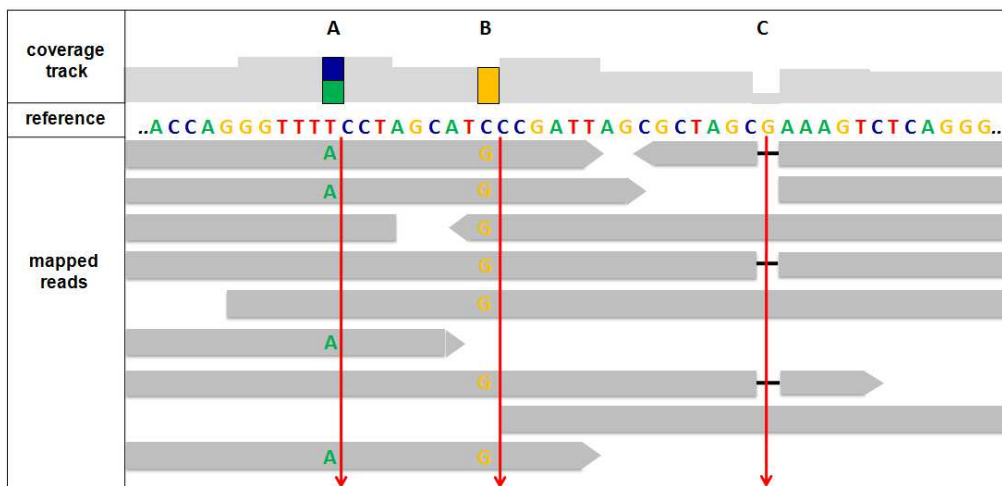 A B C
coverage
track
reference
..ACCAGGGTTTTCCTAGCATCCCGATTAGCGCTAGCGAAAGTCTCAGGG..
A G
A G
G
mapped
reads
G
G
A
G
A G